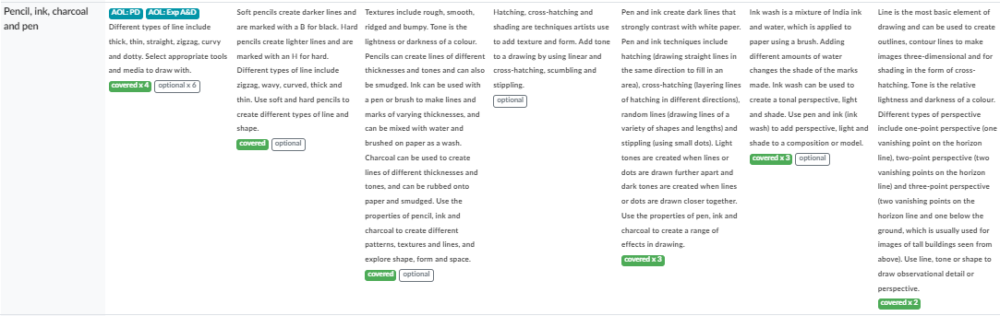 Pencil, ink, charcoal
and pen
AOL: PD AOL: Exp A&D
Different types of line include
thick, thin, straight, zigzag, curvy
and dotty. Select appropriate tools
and media to draw with.
covered x 4 optional x 6
Soft pencils create darker lines and
are marked with a B for black. Hard
pencils create lighter lines and are
marked with an H for hard.
Different types of line include
zigzag, wavy, curved, thick and
thin. Use soft and hard pencils to
create different types of line and
shape.
covered optional
Textures include rough, smooth,
ridged and bumpy. Tone is the
lightness or darkness of a colour.
Pencils can create lines of different
thicknesses and tones and can also
be smudged. Ink can be used with
a pen or brush to make lines and
marks of varying thicknesses, and
can be mixed with water and
brushed on paper as a wash.
Charcoal can be used to create
lines of different thicknesses and
tones, and can be rubbed onto
paper and smudged. Use the
properties of pencil, ink and
charcoal to create different
patterns, textures and lines, and
explore shape, form and space.
covered optional
Hatching, cross-hatching and
shading are techniques artists use
to add texture and form. Add tone
to a drawing by using linear and
cross-hatching, scumbling and
stippling.
optional
Pen and ink create dark lines that
strongly contrast with white paper.
Pen and ink techniques include
hatching (drawing straight lines in
the same direction to fill in an
area), cross-hatching (layering lines
of hatching in different directions),
random lines (drawing lines of a
variety of shapes and lengths) and
stippling (using small dots). Light
tones are created when lines or
dots are drawn further apart and
dark tones are created when lines
or dots are drawn closer together.
Use the properties of pen, ink and
charcoal to create a range of
effects in drawing.
covered x 3
Ink wash is a mixture of India ink
and water, which is applied to
paper using a brush. Adding
different amounts of water
changes the shade of the marks
made. Ink wash can be used to
create a tonal perspective, light
and shade. Use pen and ink (ink
wash) to add perspective, light and
shade to a composition or model.
covered x 3 optional
Line is the most basic element of
drawing and can be used to create
outlines, contour lines to make
images three-dimensional and for
shading in the form of cross-
hatching. Tone is the relative
lightness and darkness of a colour.
Different types of perspective
include one-point perspective (one
vanishing point on the horizon
line), two-point perspective (two
vanishing points on the horizon
line) and three-point perspective
(two vanishing points on the
horizon line and one below the
ground, which is usually used for
images of tall buildings seen from
above). Use line, tone or shape to
draw observational detail or
perspective.
covered x 2